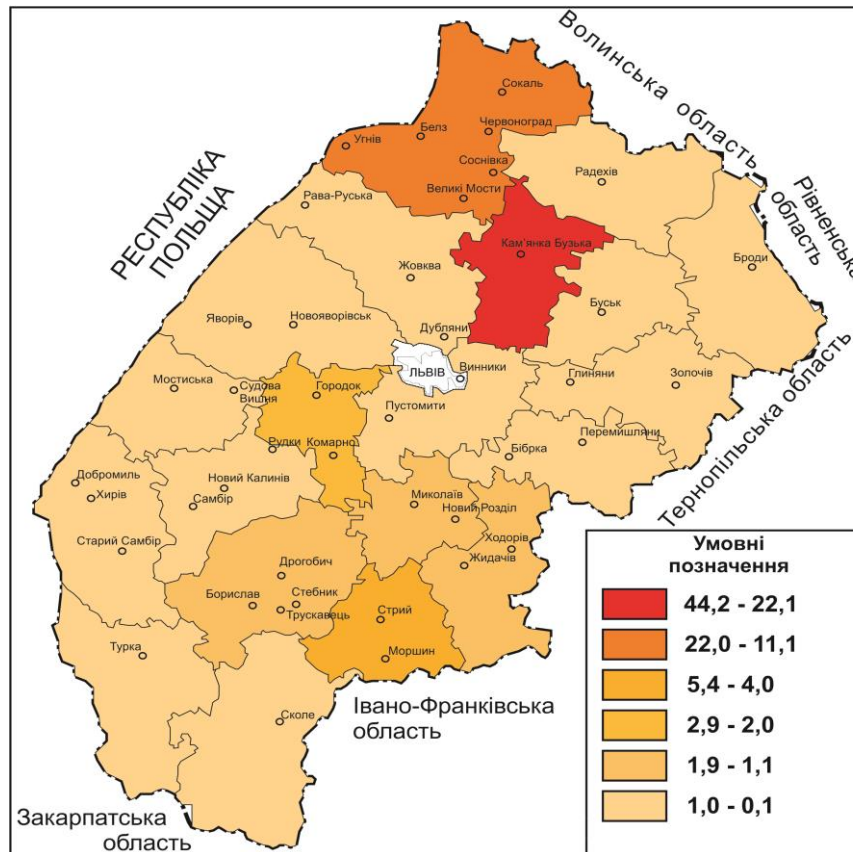 Волинська область
Сокаль
Червоноград
Белз
Угнів
Соснівка
Радехів
Великі Мости
Рівненська
область
Рава-Руська
РЕСПУБЛІКА
ПОЛЬЩА
Кам'янка Бузька
Броди
Жовква
Буськ
Яворів
Новояворівськ
Дубляни
ЛЬВІВ
Винники
Глиняни
Золочів
Мостиська
Судова
Вишня
Городок
Пустомити
Тернопільська область
Рудки
Комарно
Бібрка
Перемишляни
Добромиль
Хирів
Новий Калинів
Самбір
Миколаїв
Новий Розділ
Ходорів
Старий Самбір
Жидачів
Дрогобич
Борислав
Стебник
Трускавець
Стрий
Моршин
Турка
Сколе
Івано-Франківська
область
Закарпатська
область
Умовні
позначення
44,2 - 22,1
22,0 - 11,1
5,4 - 4,0
2,9 - 2,0
1,9 - 1,1
1,0 - 0,1